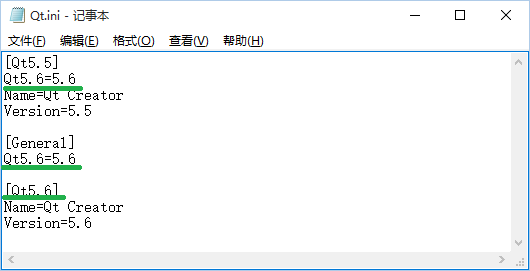 Qt.ini - 记事本
文件(F) 编辑(E) 格式(O) 查看(V) 帮助(H)
[Qt5.5]
Qt5.6=5.6
Name=Qt Creator
Version=5.5
[General]
Qt5.6=5.6
[Qt5.6]
Name=Qt Creator
Version=5.6